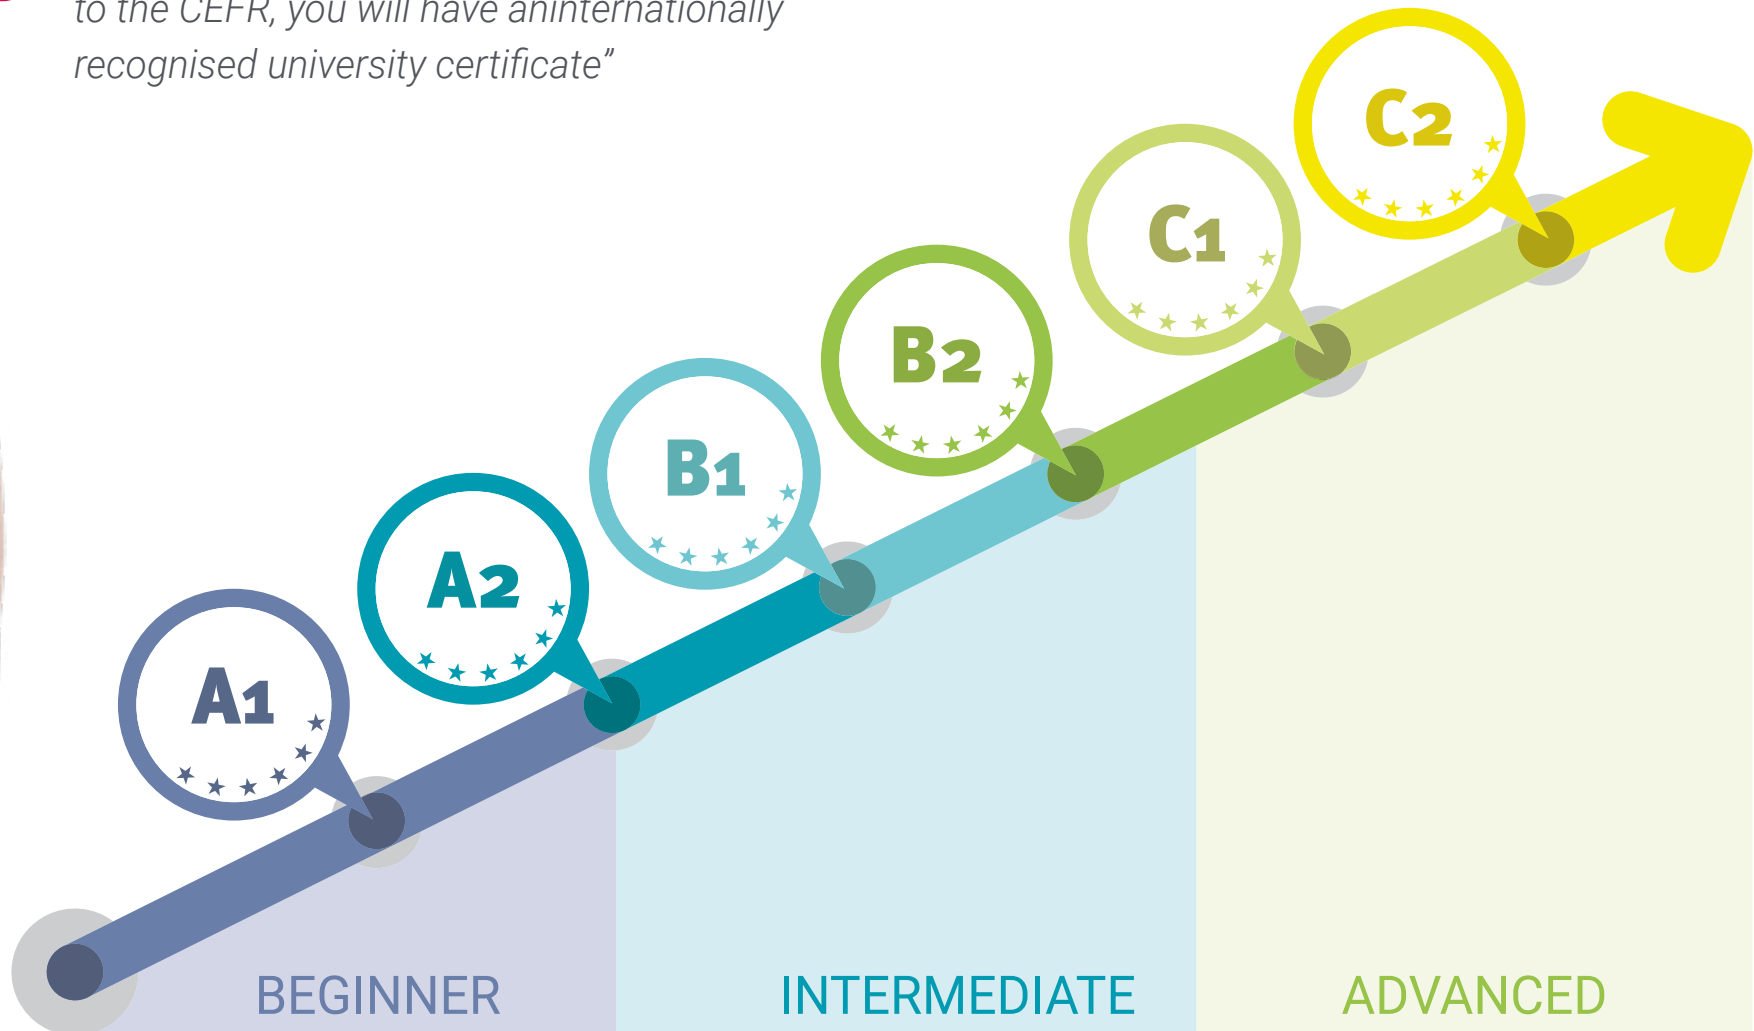 to the CEFR, you will have aninternationally
recognised university certificate”
C2
C1
B2
B1
A2
A1
BEGINNER INTERMEDIATE ADVANCED